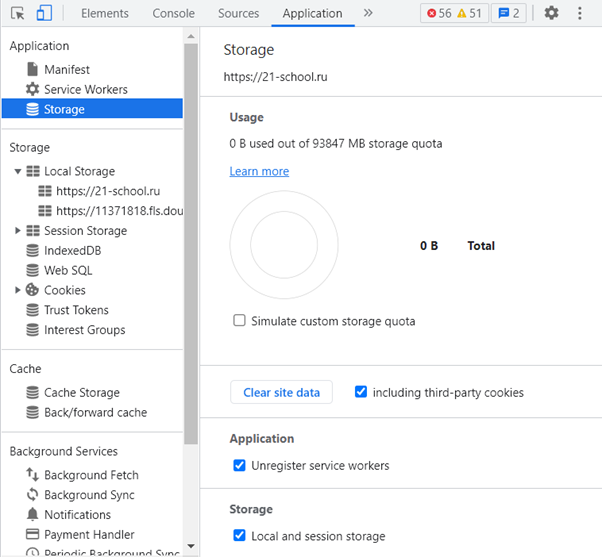 Elements Console Sources Application 56 51 2
Application
Manifest
Service Workers
Storage
Storage
Local Storage
https://21-school.ru
https://11371818.fls.dou
Session Storage
IndexedDB
Web SQL
Cookies
Trust Tokens
Interest Groups
Cache
Cache Storage
Back/forward cache
Background Services
Background Fetch
Background Sync
Notifications
Payment Handler
Periodic Background Sync
Storage
https://21-school.ru
Usage
0 B used out of 93847 MB storage quota
Learn more
0 B Total
Simulate custom storage quota
Clear site data including third-party cookies
Application
Unregister service workers
Storage
Local and session storage